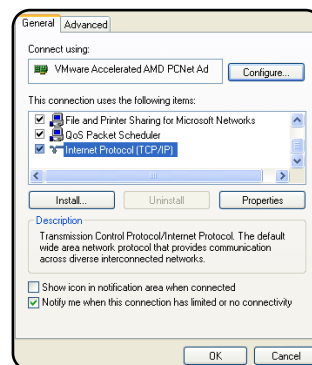 General Advanced
Connect using:
VMware Accelerated AMD PCNet Ad Configure...
This connection uses the following items:
File and Printer Sharing for Microsoft Networks
QoS Packet Scheduler
Internet Protocol (TCP/IP)
Install... Uninstall Properties
Description
Transmission Control Protocol/Internet Protocol. The default
wide area network protocol that provides communication
across diverse interconnected networks.
Show icon in notification area when connected
Notify me when this connection has limited or no connectivity
OK Cancel